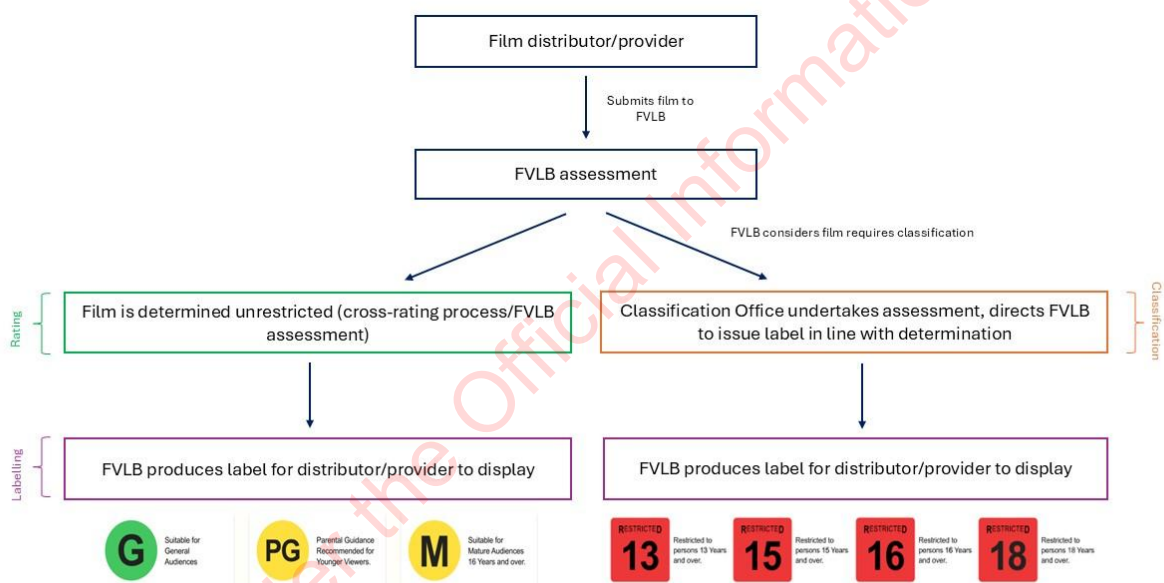 Film distributor/provider
Submits film to
FVLB
FVLB assessment
FVLB considers film requires classification
Rating
Film is determined unrestricted (cross-rating process/FVLB
assessment)
Classification Office undertakes assessment, directs FVLB
to issue label in line with determination
Classification
Labelling
FVLB produces label for distributor/provider to display
FVLB produces label for distributor/provider to display
G
Suitable for
General
Audiences
PG
Parental Guidance
Recommended for
Younger Viewers.
M
Suitable for
Mature Audiences
16 Years and over.
RESTRICTED
13
Restricted to
persons 13 Years
and over.
RESTRICTED
15
Restricted to
persons 15 Years
and over.
RESTRICTED
16
Restricted to
persons 16 Years
and over.
RESTRICTED
18
Restricted to
persons 18 Years
and over.
the Official